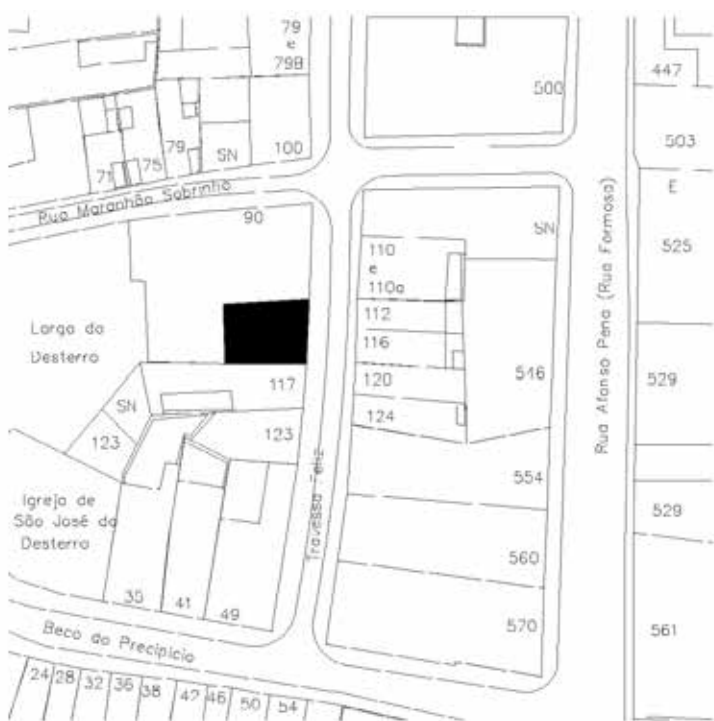 79
e
79B
447
500
503
71
75
79
SN
100
E
Rua Maranhão Sobrinho
90
SN
525
110
e
110a
Largo do
Desterro
112
116
546
529
117
120
SN
124
123
123
Rua Afonso Pena (Rua Formosa)
554
Igreja de
São José do
Desterro
Travessa Feliz
529
560
35
41
49
570
561
Beco do Precipício
24
28
32
36
38
42
46
50
54